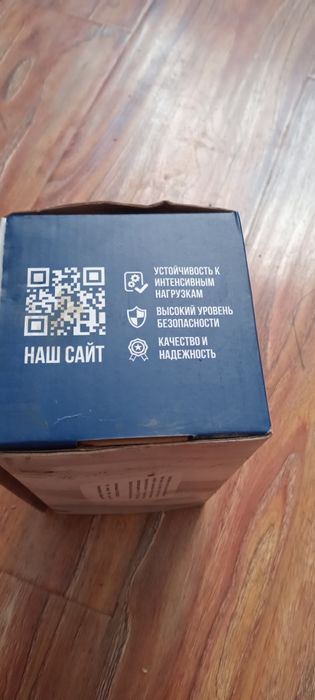 УСТОЙЧИВОСТЬ К
ИНТЕНСИВНЫМ
НАГРУЗКАМ
ВЫСОКИЙ УРОВЕНЬ
БЕЗОПАСНОСТИ
КАЧЕСТВО И
НАДЕЖНОСТЬ
НАШ САЙТ